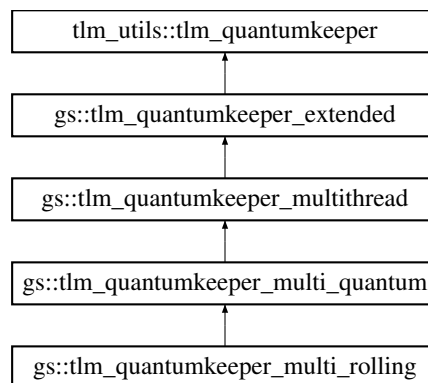 tlm_utils::tlm_quantumkeeper
gs::tlm_quantumkeeper_extended
gs::tlm_quantumkeeper_multithread
gs::tlm_quantumkeeper_multi_quantum
gs::tlm_quantumkeeper_multi_rolling